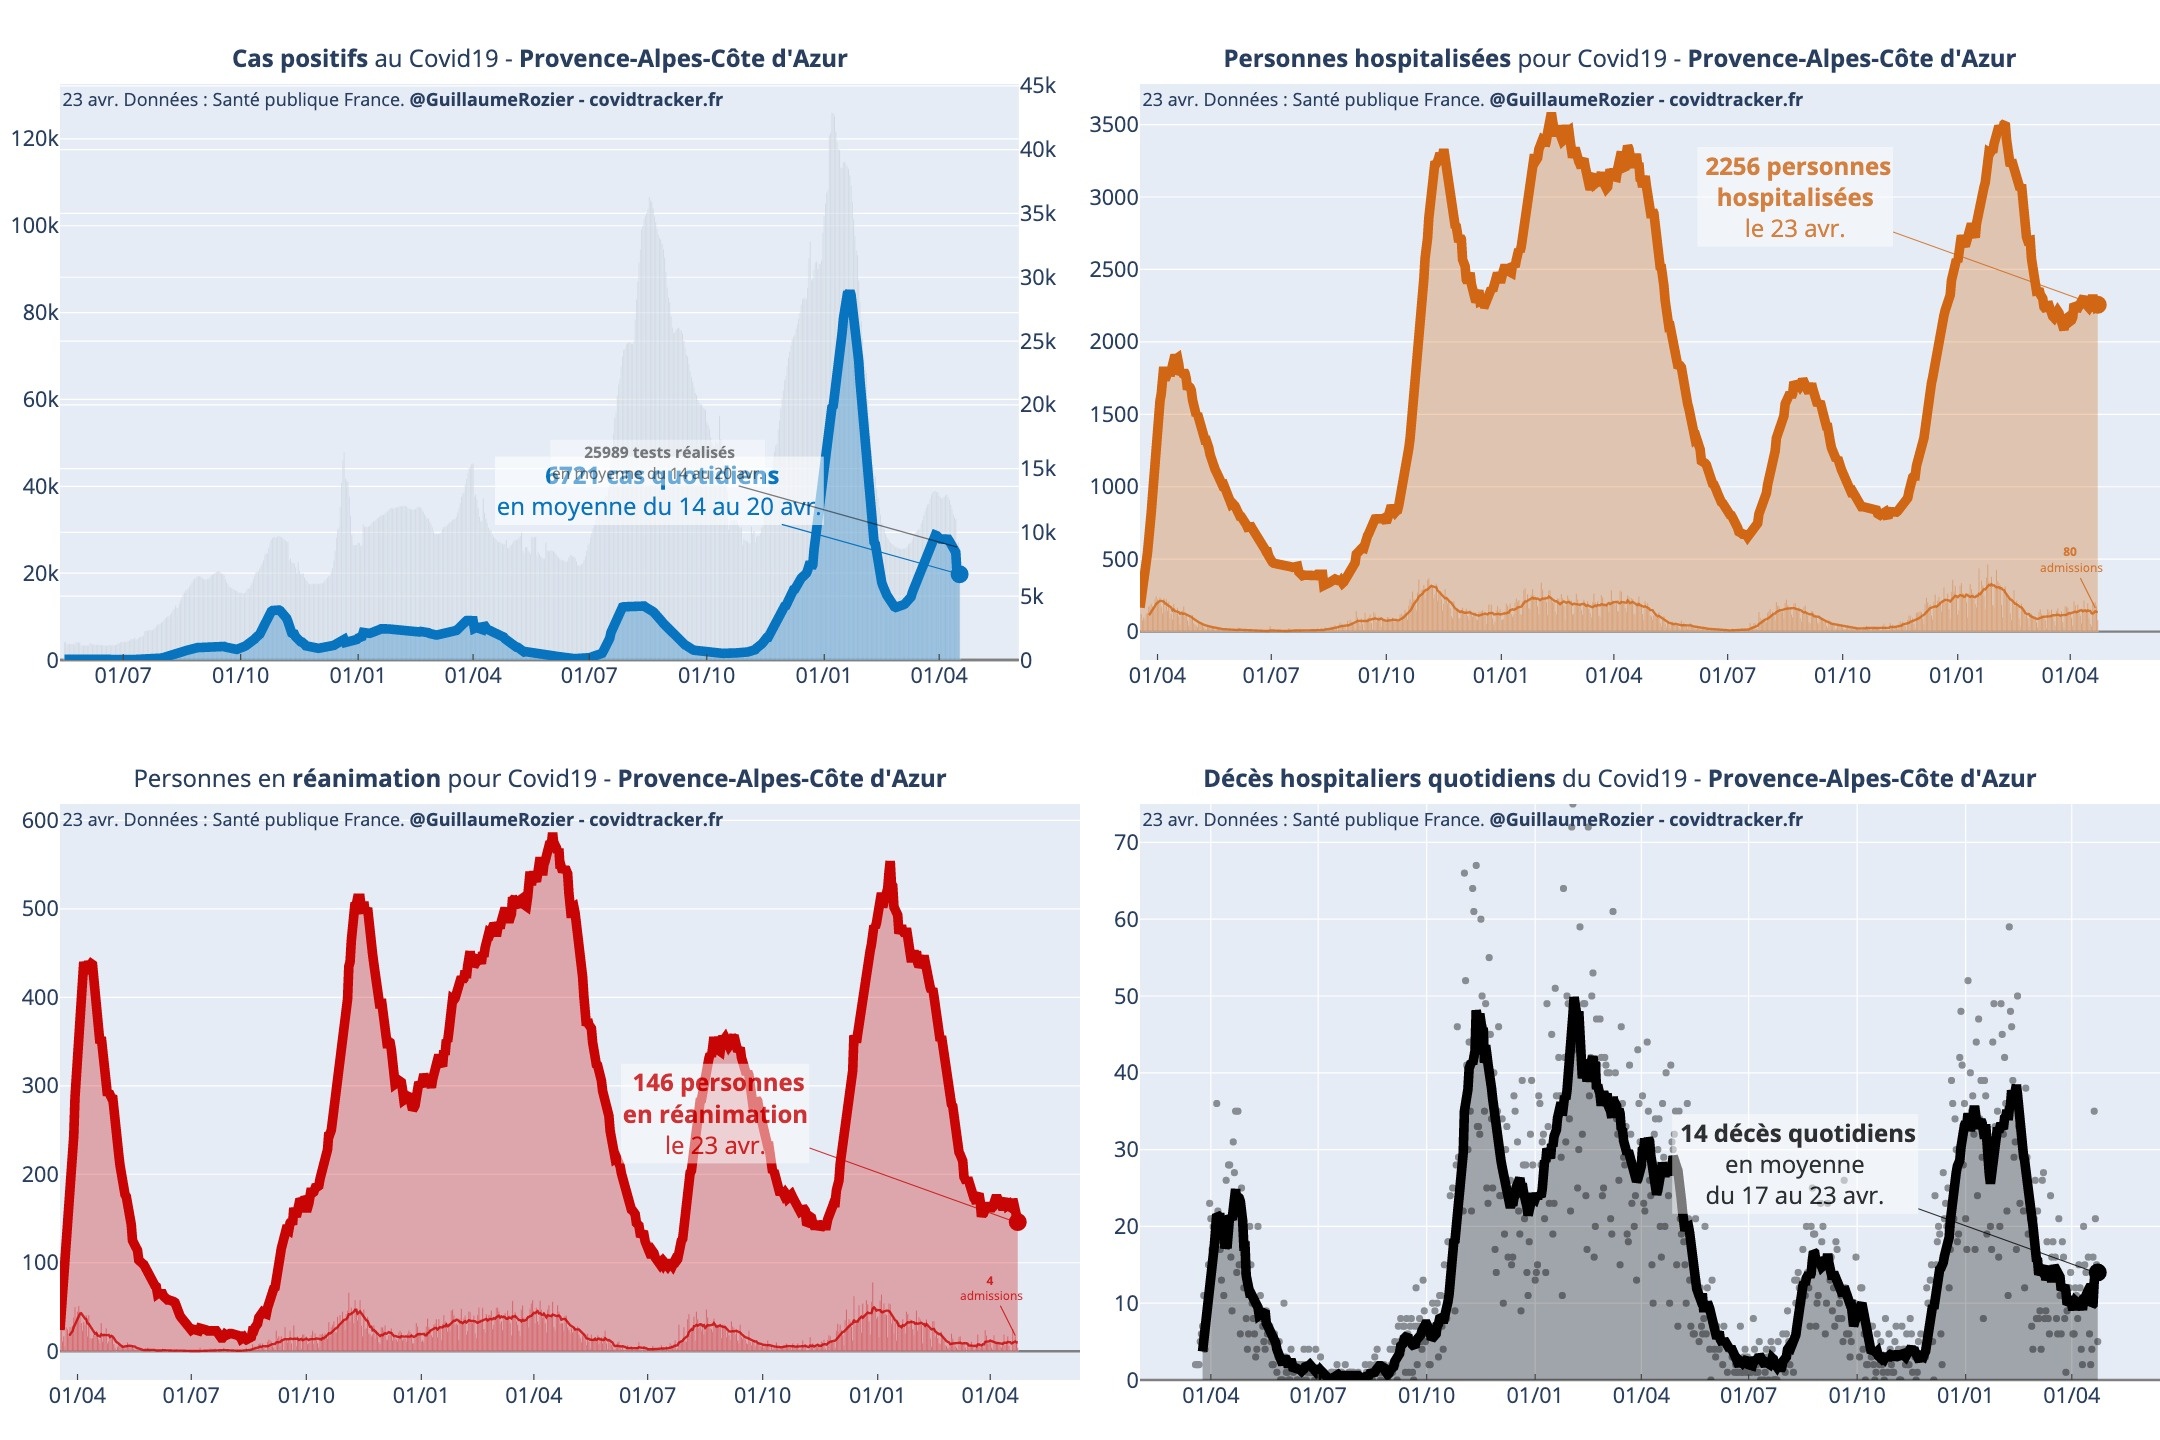 Cas positifs au Covid19 - Provence-Alpes-Côte d'Azur
23 avr. Données : Santé publique France. @GuillaumeRozier - covidtracker.fr
120k
100k
80k
60k
40k
20k
0
45k
40k
35k
30k
25k
20k
15k
10k
5k
0
25989 tests réalisés
en moyenne du 14 au 20 avr.
6721 cas quotidiens
en moyenne du 14 au 20 avr.
01/07 01/10 01/01 01/04 01/07 01/10 01/01 01/04
Personnes hospitalisées pour Covid19 - Provence-Alpes-Côte d'Azur
23 avr. Données : Santé publique France. @GuillaumeRozier - covidtracker.fr
3500
3000
2500
2000
1500
1000
500
0
2256 personnes
hospitalisées
le 23 avr.
80
admissions
01/04 01/07 01/10 01/01 01/04 01/07 01/10 01/01 01/04
Personnes en réanimation pour Covid19 - Provence-Alpes-Côte d'Azur
23 avr. Données : Santé publique France. @GuillaumeRozier - covidtracker.fr
600
500
400
300
200
100
0
146 personnes
en réanimation
le 23 avr.
4
admissions
01/04 01/07 01/10 01/01 01/04 01/07 01/10 01/01 01/04
Décès hospitaliers quotidiens du Covid19 - Provence-Alpes-Côte d'Azur
23 avr. Données : Santé publique France. @GuillaumeRozier - covidtracker.fr
70
60
50
40
30
20
10
0
14 décès quotidiens
en moyenne
du 17 au 23 avr.
01/04 01/07 01/10 01/01 01/04 01/07 01/10 01/01 01/04